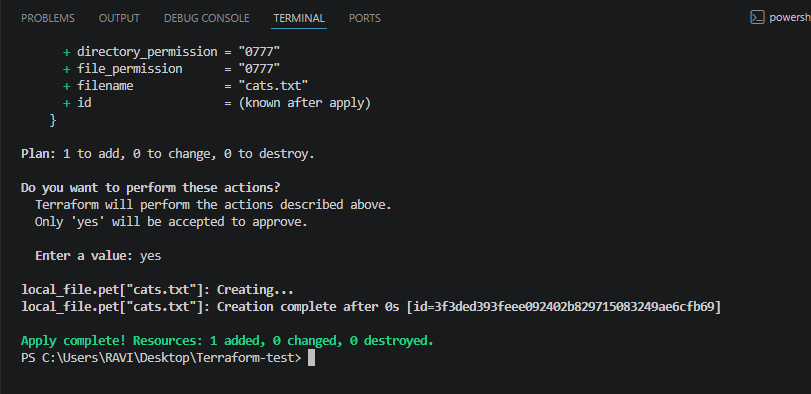 PROBLEMS OUTPUT DEBUG CONSOLE TERMINAL PORTS powersh
+ directory_permission = "0777"
+ file_permission      = "0777"
+ filename             = "cats.txt"
+ id                   = (known after apply)
}
Plan: 1 to add, 0 to change, 0 to destroy.
Do you want to perform these actions?
Terraform will perform the actions described above.
Only 'yes' will be accepted to approve.
Enter a value: yes
local_file.pet["cats.txt"]: Creating...
local_file.pet["cats.txt"]: Creation complete after 0s [id=3f3ded393feee092402b829715083249ae6cfb69]
Apply complete! Resources: 1 added, 0 changed, 0 destroyed.
PS C:\Users\RAVI\Desktop\Terraform-test>